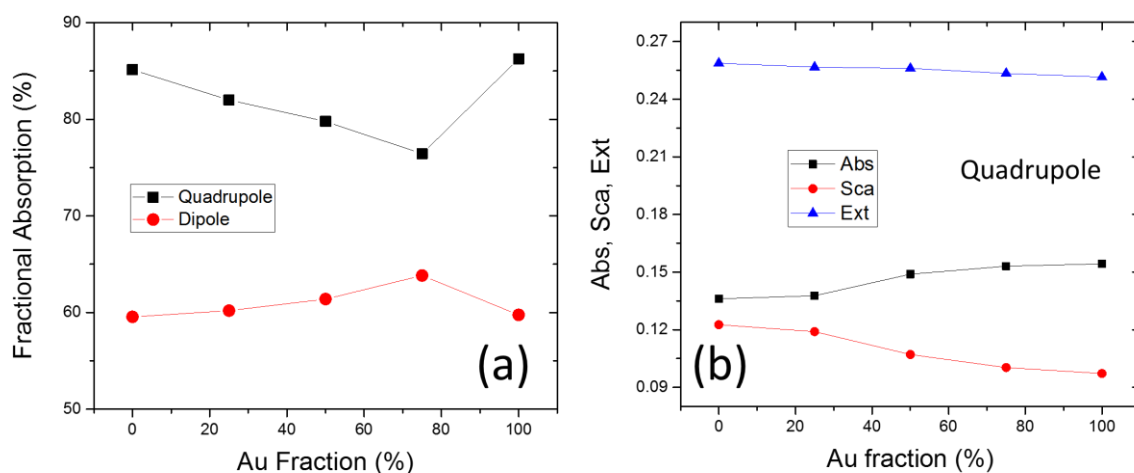 90
80
70
60
50
Fractional Absorption (%)
Quadrupole
Dipole
(a)
0 20 40 60 80 100
Au Fraction (%)
0.27
0.24
0.21
0.18
0.15
0.12
0.09
Abs, Sca, Ext
Quadrupole
Abs
Sca
Ext
(b)
0 20 40 60 80 100
Au fraction (%)